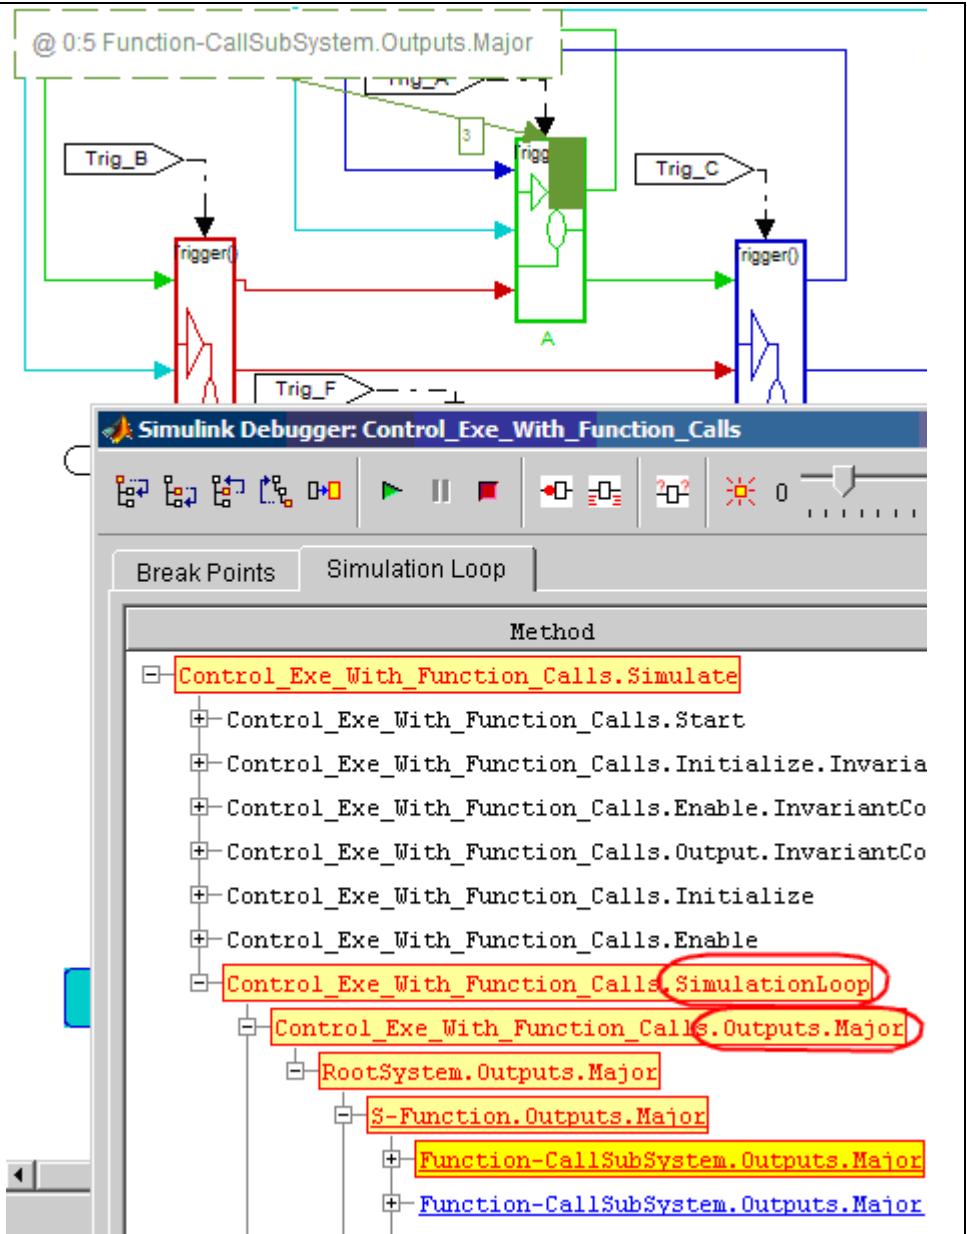 @ 0:5 Function-CallSubSystem.Outputs.Major
Trig_A
3
Trig_B
Trigg
Trig_C
Trigger()
Trigger()
A
Trig_F
Simulink Debugger: Control_Exe_With_Function_Calls
0
Break Points
Simulation Loop
Method
Control_Exe_With_Function_Calls.Simulate
Control_Exe_With_Function_Calls.Start
Control_Exe_With_Function_Calls.Initialize.Invaria
Control_Exe_With_Function_Calls.Enable.InvariantCo
Control_Exe_With_Function_Calls.Output.InvariantCo
Control_Exe_With_Function_Calls.Initialize
Control_Exe_With_Function_Calls.Enable
Control_Exe_With_Function_Calls.SimulationLoop
Control_Exe_With_Function_Calls.Outputs.Major
RootSystem.Outputs.Major
S-Function.Outputs.Major
Function-CallSubSystem.Outputs.Major
Function-CallSubSystem.Outputs.Major